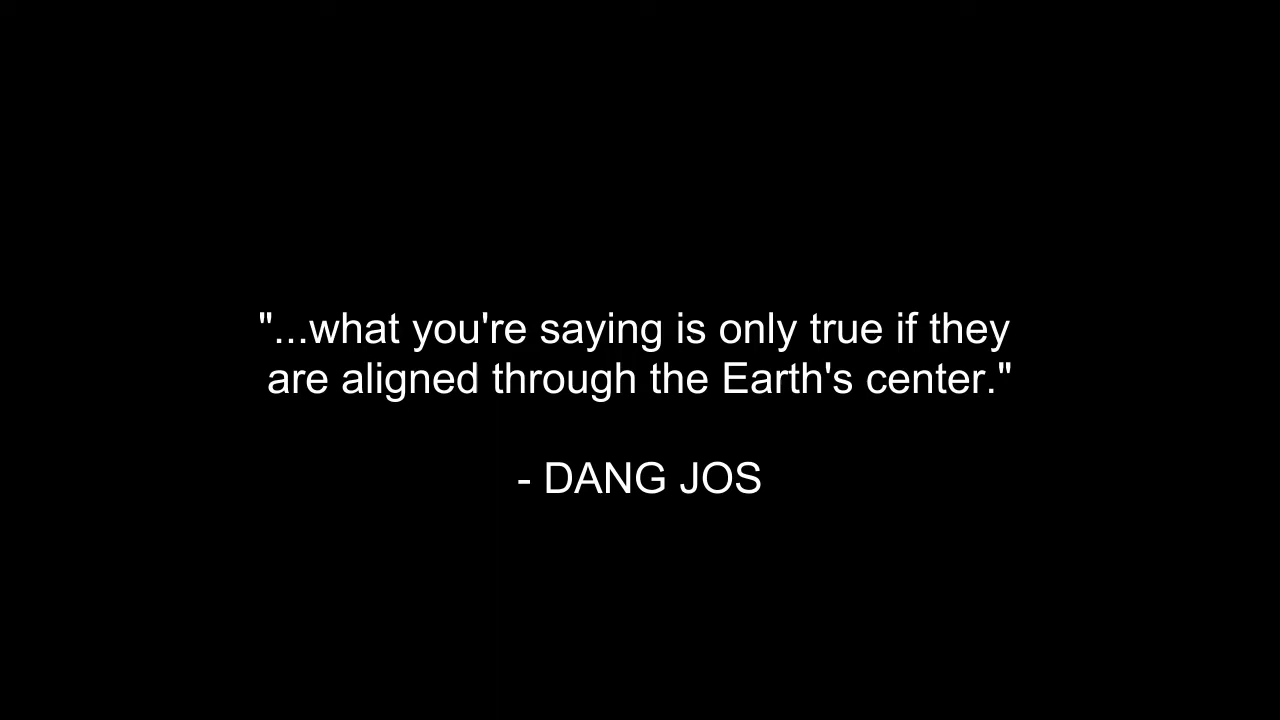 "...what you're saying is only true if they
are aligned through the Earth's center."
- DANG JOS